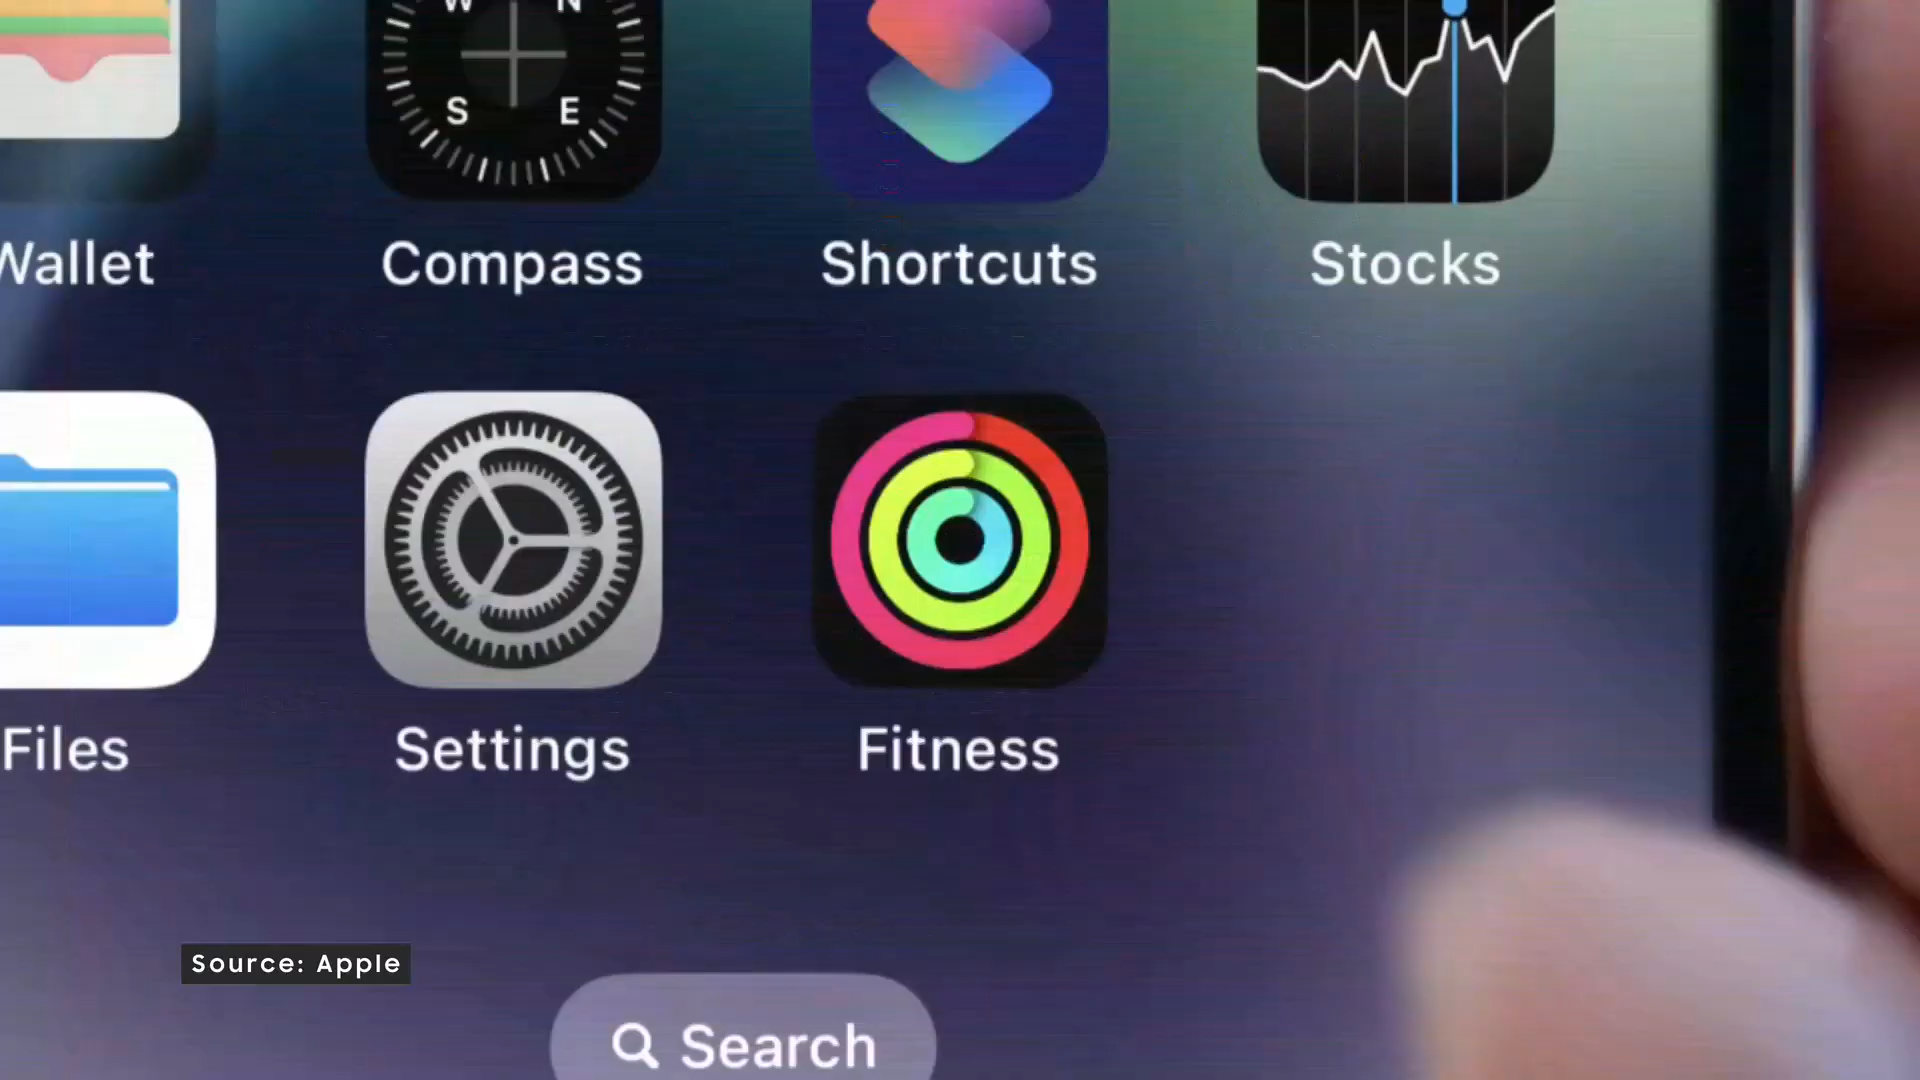 W N
S E
Wallet Compass Shortcuts Stocks
Files Settings Fitness
Source: Apple
Search